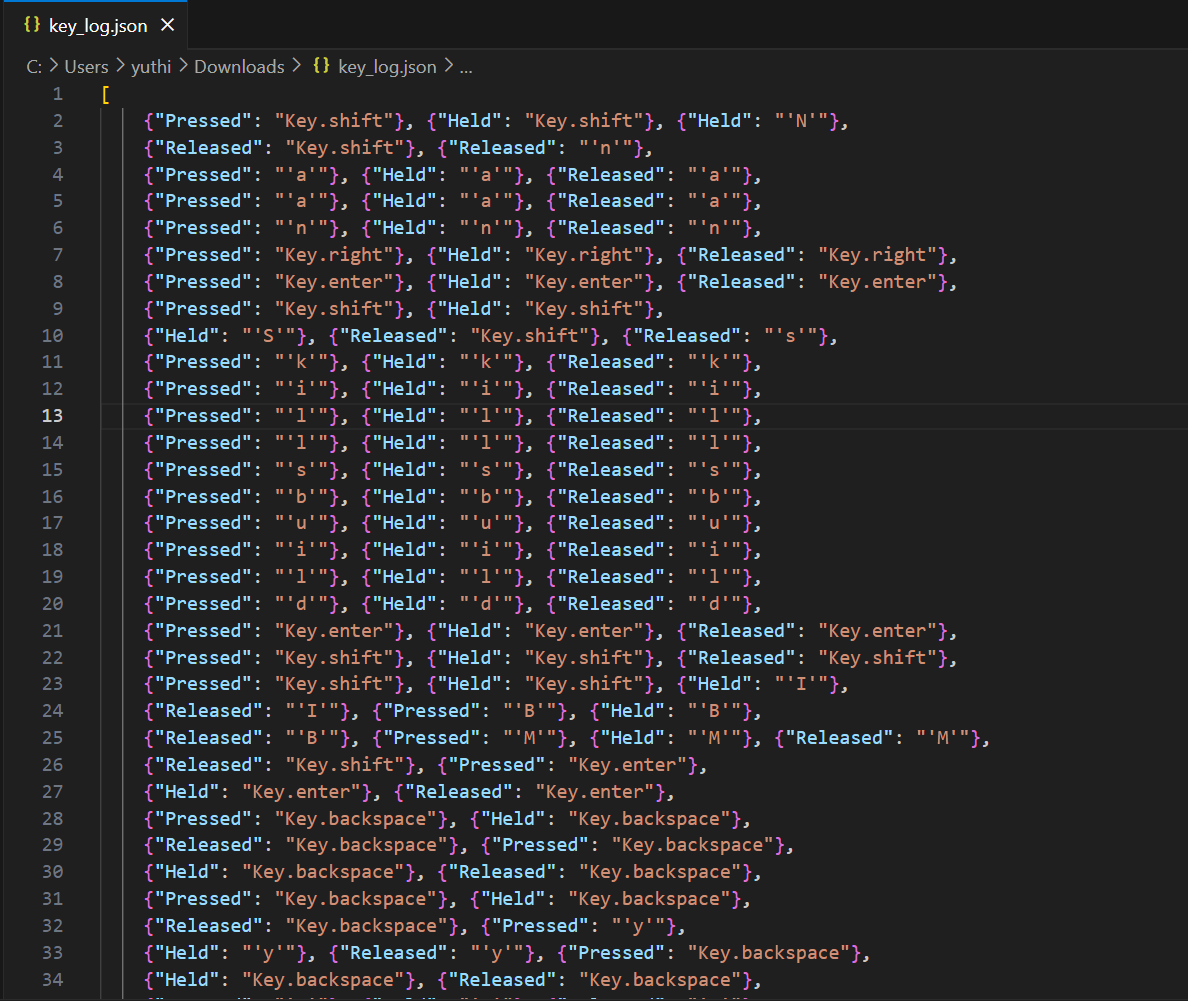 {} key_log.json ×
C: > Users > yuthi > Downloads > {} key_log.json > ...
1 [
2 {"Pressed": "Key.shift"}, {"Held": "Key.shift"}, {"Held": "'N'"},
3 {"Released": "Key.shift"}, {"Released": "'n'"},
4 {"Pressed": "'a'"}, {"Held": "'a'"}, {"Released": "'a'"},
5 {"Pressed": "'a'"}, {"Held": "'a'"}, {"Released": "'a'"},
6 {"Pressed": "'n'"}, {"Held": "'n'"}, {"Released": "'n'"},
7 {"Pressed": "Key.right"}, {"Held": "Key.right"}, {"Released": "Key.right"},
8 {"Pressed": "Key.enter"}, {"Held": "Key.enter"}, {"Released": "Key.enter"},
9 {"Pressed": "Key.shift"}, {"Held": "Key.shift"},
10 {"Held": "'S'"}, {"Released": "Key.shift"}, {"Released": "'s'"},
11 {"Pressed": "'k'"}, {"Held": "'k'"}, {"Released": "'k'"},
12 {"Pressed": "'i'"}, {"Held": "'i'"}, {"Released": "'i'"},
13 {"Pressed": "'l'"}, {"Held": "'l'"}, {"Released": "'l'"},
14 {"Pressed": "'l'"}, {"Held": "'l'"}, {"Released": "'l'"},
15 {"Pressed": "'s'"}, {"Held": "'s'"}, {"Released": "'s'"},
16 {"Pressed": "'b'"}, {"Held": "'b'"}, {"Released": "'b'"},
17 {"Pressed": "'u'"}, {"Held": "'u'"}, {"Released": "'u'"},
18 {"Pressed": "'i'"}, {"Held": "'i'"}, {"Released": "'i'"},
19 {"Pressed": "'l'"}, {"Held": "'l'"}, {"Released": "'l'"},
20 {"Pressed": "'d'"}, {"Held": "'d'"}, {"Released": "'d'"},
21 {"Pressed": "Key.enter"}, {"Held": "Key.enter"}, {"Released": "Key.enter"},
22 {"Pressed": "Key.shift"}, {"Held": "Key.shift"}, {"Released": "Key.shift"},
23 {"Pressed": "Key.shift"}, {"Held": "Key.shift"}, {"Held": "'I'"},
24 {"Released": "'I'"}, {"Pressed": "'B'"}, {"Held": "'B'"},
25 {"Released": "'B'"}, {"Pressed": "'M'"}, {"Held": "'M'"}, {"Released": "'M'"},
26 {"Released": "Key.shift"}, {"Pressed": "Key.enter"},
27 {"Held": "Key.enter"}, {"Released": "Key.enter"},
28 {"Pressed": "Key.backspace"}, {"Held": "Key.backspace"},
29 {"Released": "Key.backspace"}, {"Pressed": "Key.backspace"},
30 {"Held": "Key.backspace"}, {"Released": "Key.backspace"},
31 {"Pressed": "Key.backspace"}, {"Held": "Key.backspace"},
32 {"Released": "Key.backspace"}, {"Pressed": "'y'"},
33 {"Held": "'y'"}, {"Released": "'y'"}, {"Pressed": "Key.backspace"},
34 {"Held": "Key.backspace"}, {"Released": "Key.backspace"},